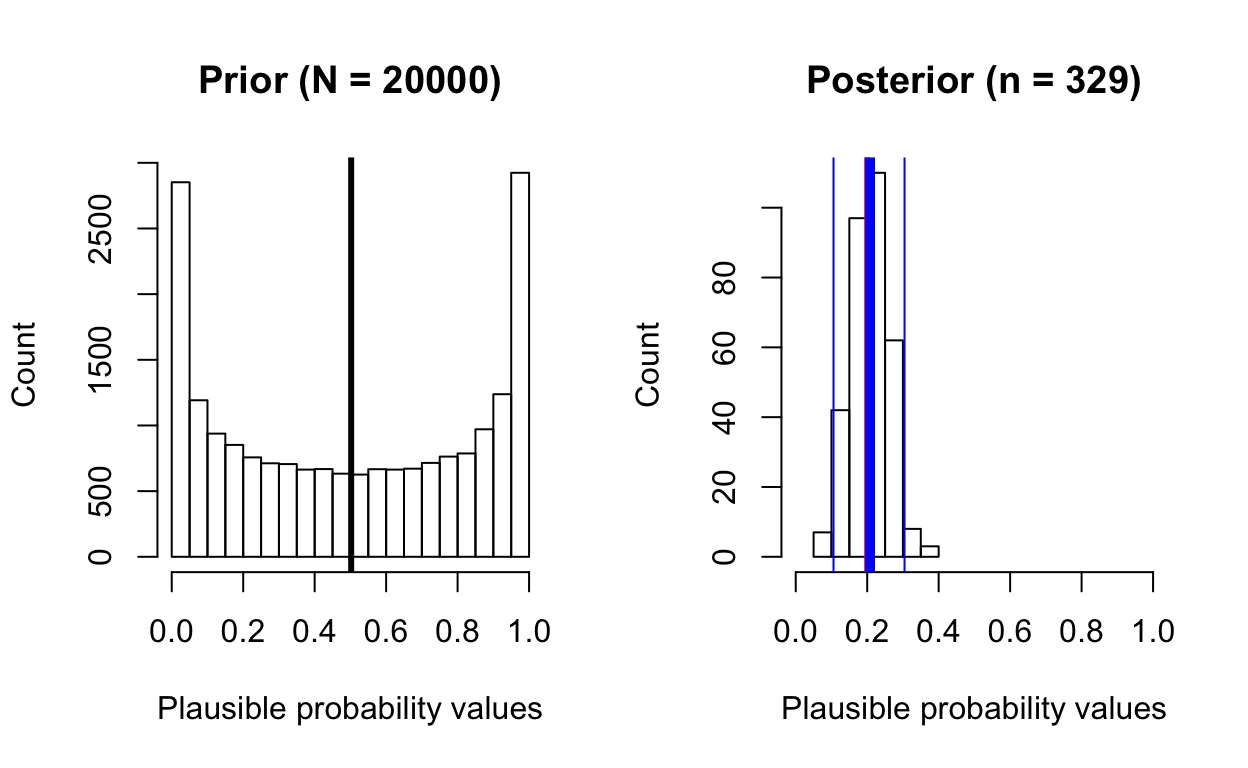 Prior (N = 20000)
Count
0
500
1500
2500
0.0 0.2 0.4 0.6 0.8 1.0
Plausible probability values
Posterior (n = 329)
Count
0
20
40
60
80
0.0 0.2 0.4 0.6 0.8 1.0
Plausible probability values